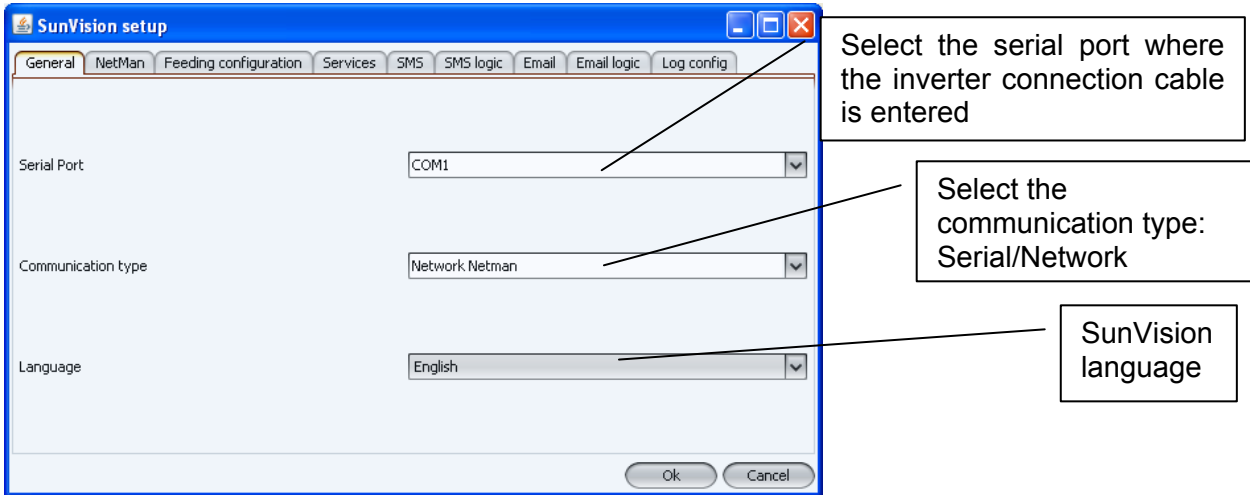 SunVision setup
General NetMan Feeding configuration Services SMS SMS logic Email Email logic Log config
Serial Port COM1
Communication type Network Netman
Language English
Ok Cancel
Select the serial port where
the inverter connection cable
is entered
Select the
communication type:
Serial/Network
SunVision
language